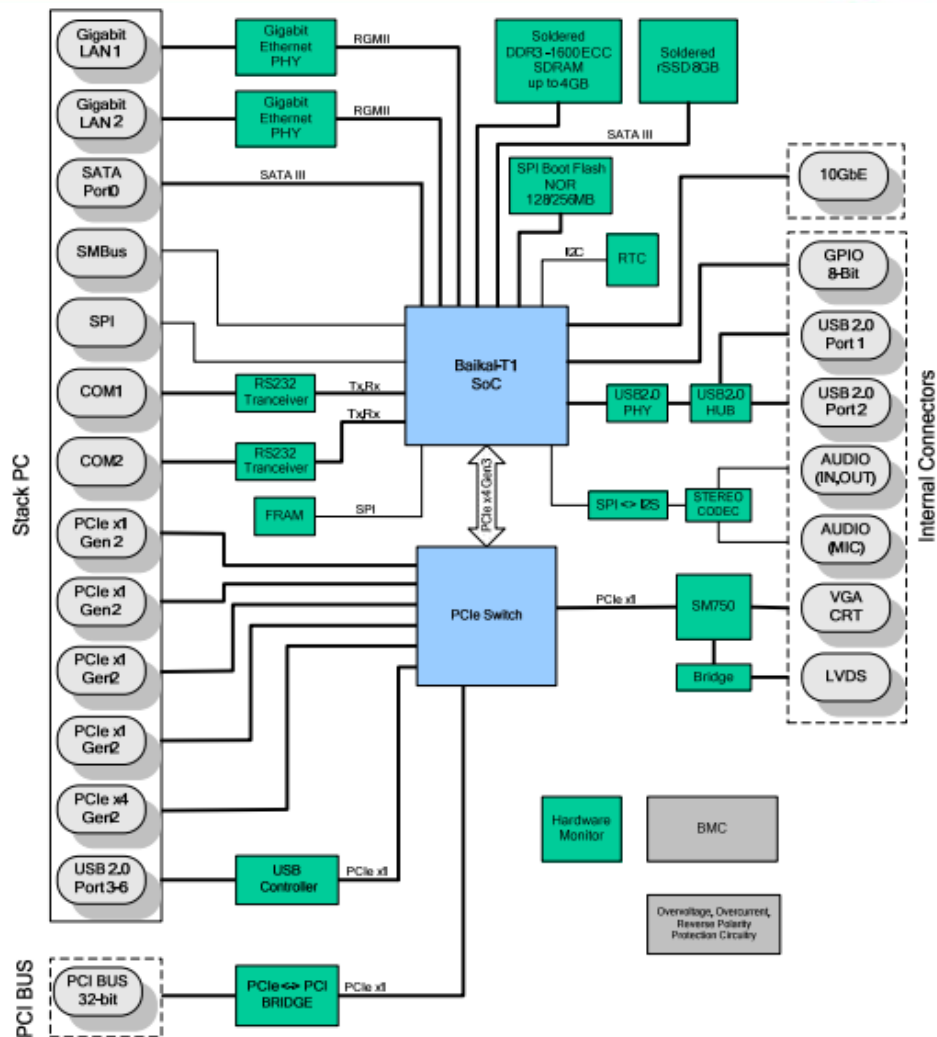 Gigabit
LAN 1
Gigabit
Ethernet
PHY
RGMII
Soldered
DDR3-1600 ECC
SDRAM
up to 4GB
Soldered
rSSD 8GB
Gigabit
LAN 2
Gigabit
Ethernet
PHY
RGMII
SATA III
SATA
Port0
SATA III
SPI Boot Flash
NOR
128/256MB
10GbE
SMBus
I2C
RTC
GPIO
8-Bit
SPI
Baikal-T1
SoC
USB 2.0
Port 1
COM1
RS232
Tranceiver
Tx,Rx
USB2.0
PHY
USB2.0
HUB
USB 2.0
Port 2
Tx,Rx
COM2
RS232
Tranceiver
AUDIO
(IN,OUT)
Stack PC
Internal Connectors
FRAM
SPI
PCIe x4 Gen3
SPI <> I2S
STEREO
CODEC
PCIe x1
Gen 2
AUDIO
(MIC)
PCIe x1
Gen2
PCIe Switch
PCIe x1
SM750
VGA
CRT
PCIe x1
Gen2
Bridge
LVDS
PCIe x1
Gen2
PCIe x4
Gen2
Hardware
Monitor
BMC
USB 2.0
Port 3-6
USB
Controller
PCIe x1
Overvoltage, Overcurrent,
Reverse Polarity
Protection Circuitry
PCI BUS
PCI BUS
32-bit
PCIe <-> PCI
BRIDGE
PCIe x1